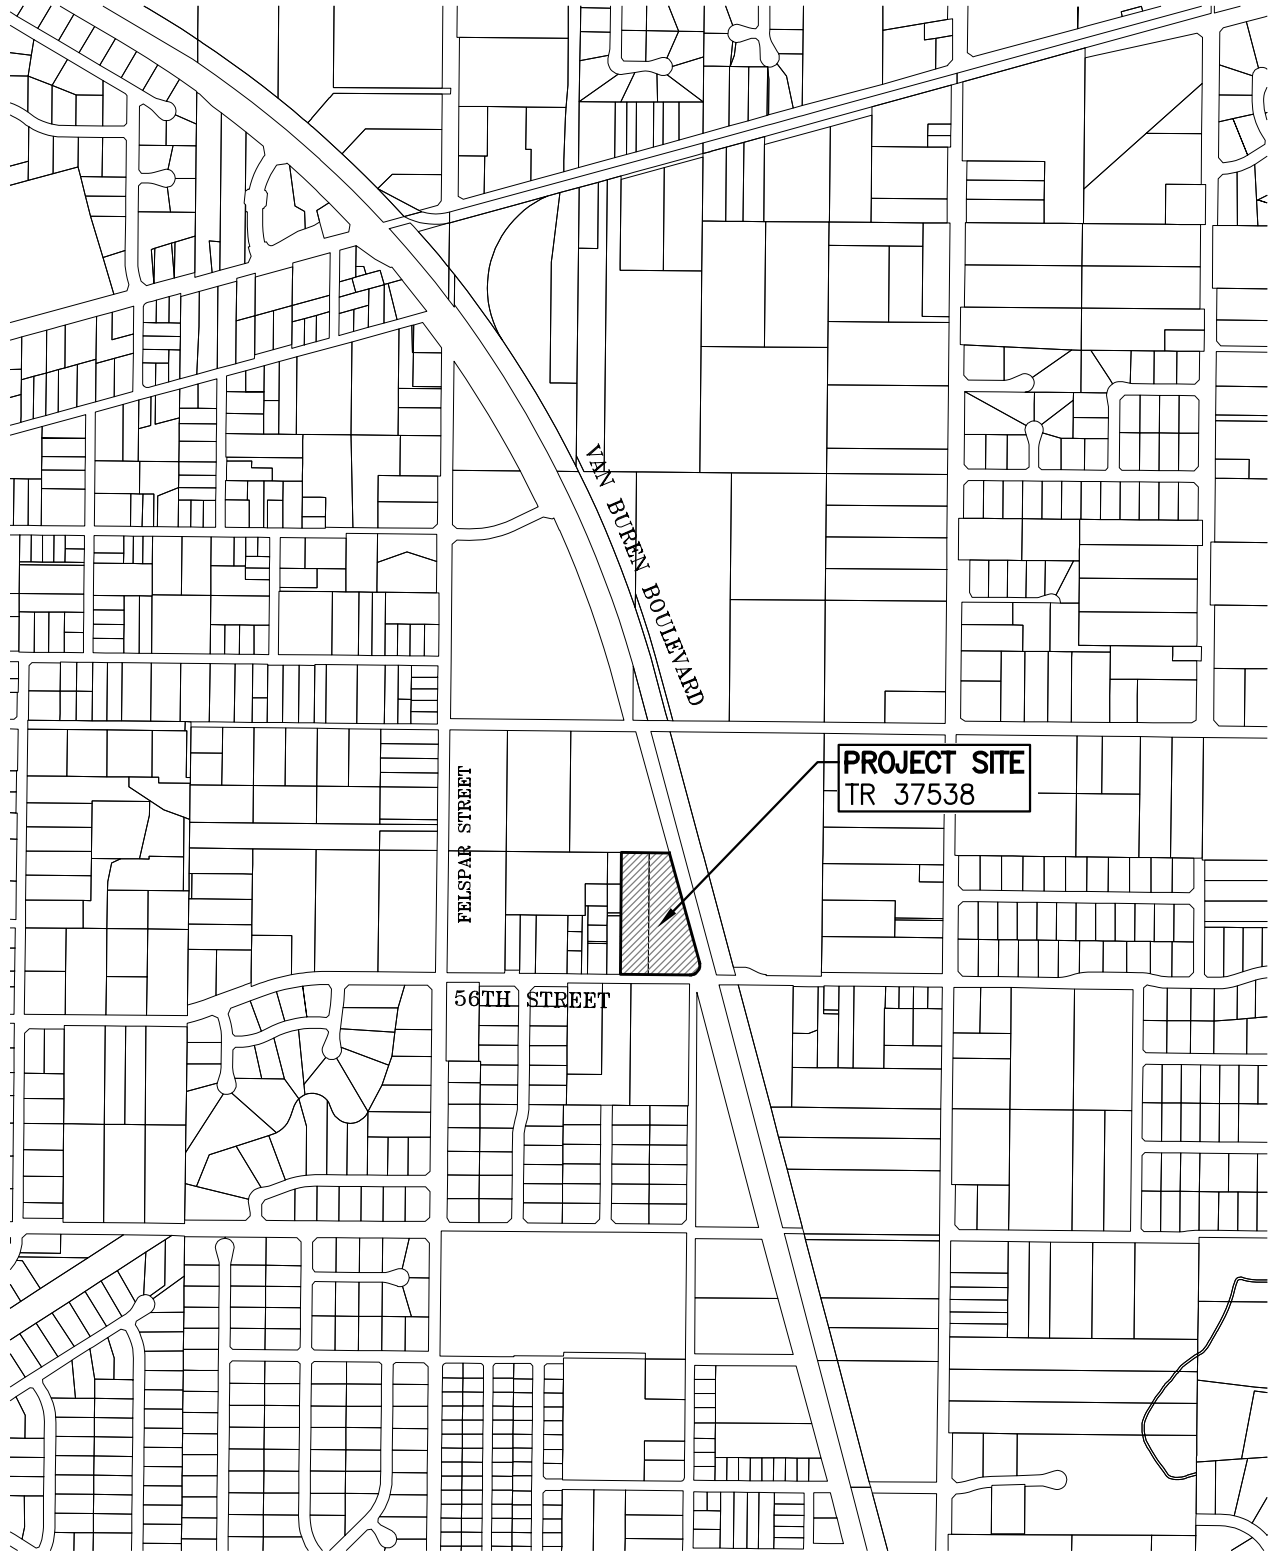 VAN BUREN BOULEVARD
PROJECT SITE
TR 37538
FELSPAR STREET
56TH STREET